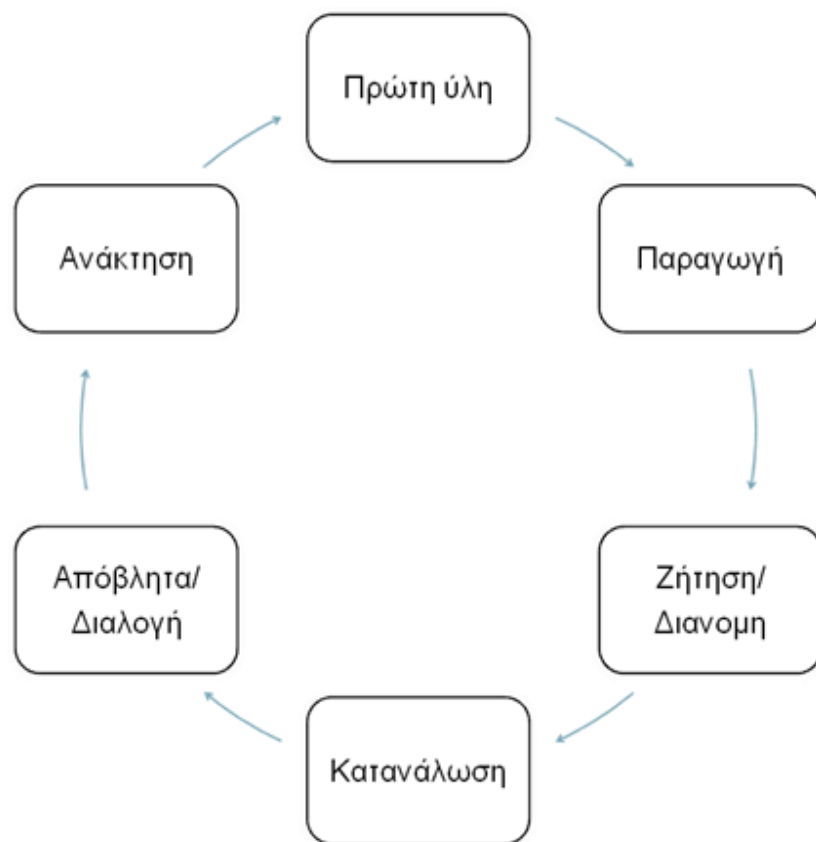 Πρώτη ύλη
Παραγωγή
Ζήτηση/
Διανομη
Κατανάλωση
Απόβλητα/
Διαλογή
Ανάκτηση